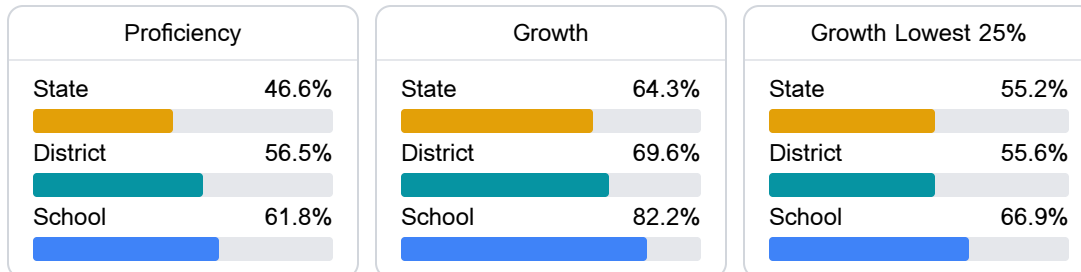 Proficiency
State 46.6%
District 56.5%
School 61.8%
Growth
State 64.3%
District 69.6%
School 82.2%
Growth Lowest 25%
State 55.2%
District 55.6%
School 66.9%